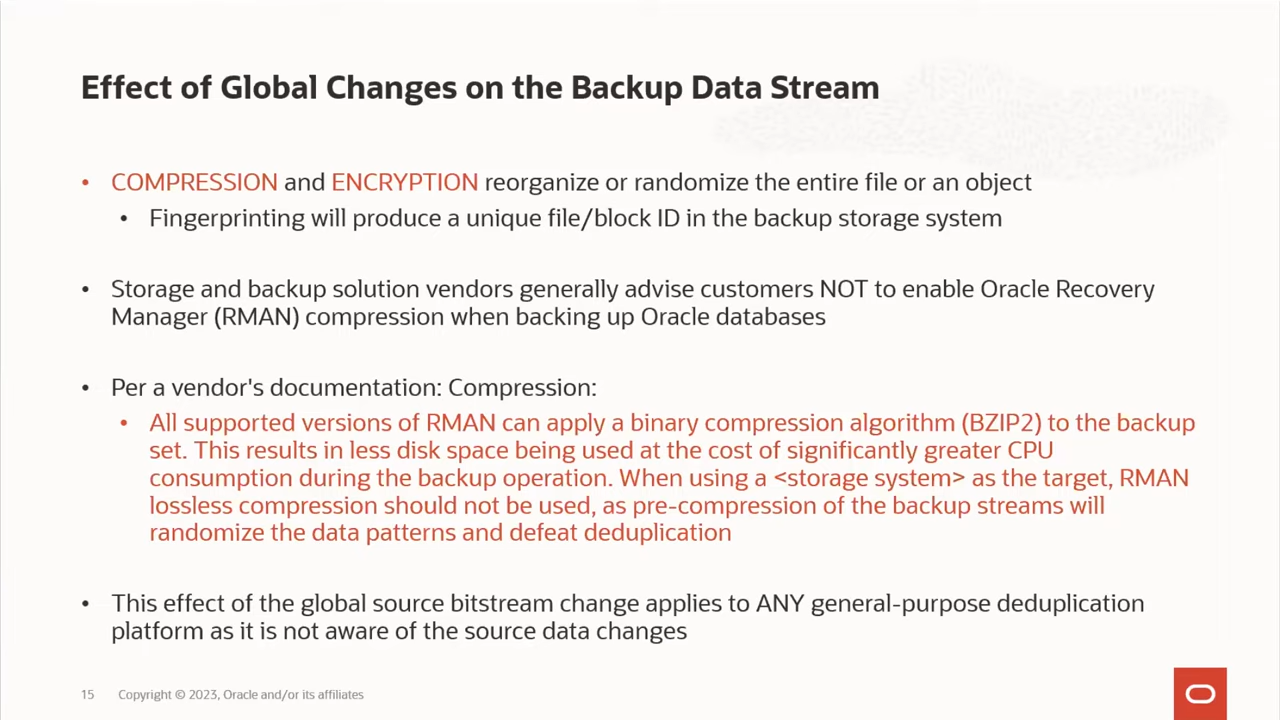 Effect of Global Changes on the Backup Data Stream
• COMPRESSION and ENCRYPTION reorganize or randomize the entire file or an object
• Fingerprinting will produce a unique file/block ID in the backup storage system
• Storage and backup solution vendors generally advise customers NOT to enable Oracle Recovery
Manager (RMAN) compression when backing up Oracle databases
• Per a vendor's documentation: Compression:
• All supported versions of RMAN can apply a binary compression algorithm (BZIP2) to the backup
set. This results in less disk space being used at the cost of significantly greater CPU
consumption during the backup operation. When using a <storage system> as the target, RMAN
lossless compression should not be used, as pre-compression of the backup streams will
randomize the data patterns and defeat deduplication
• This effect of the global source bitstream change applies to ANY general-purpose deduplication
platform as it is not aware of the source data changes
15 Copyright © 2023, Oracle and/or its affiliates